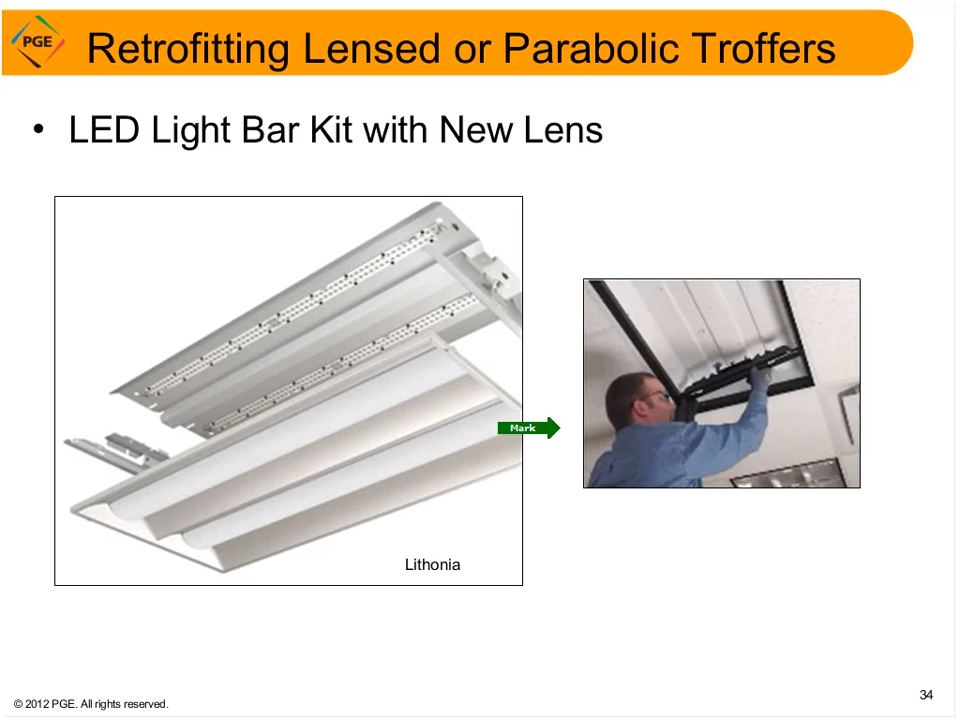 PGE
Retrofitting Lensed or Parabolic Troffers
• LED Light Bar Kit with New Lens
Mark
Lithonia
© 2012 PGE. All rights reserved.
34